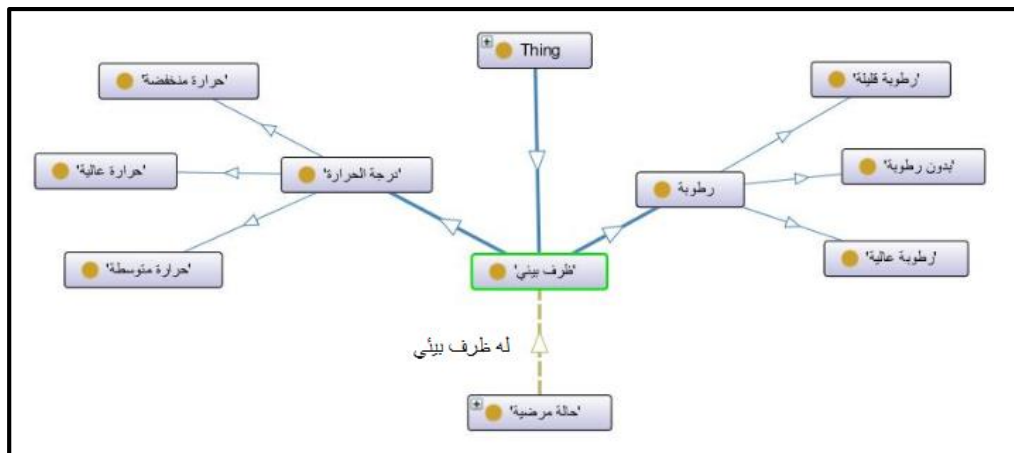 Thing
'حرارة منخفضة'
'رطوبة قليلة'
'حرارة عالية'
'درجة الحرارة'
رطوبة
'بدون رطوبة'
'حرارة متوسطة'
'ظرف بيئي'
'رطوبة عالية'
له ظرف بيئي
'حالة مرضية'